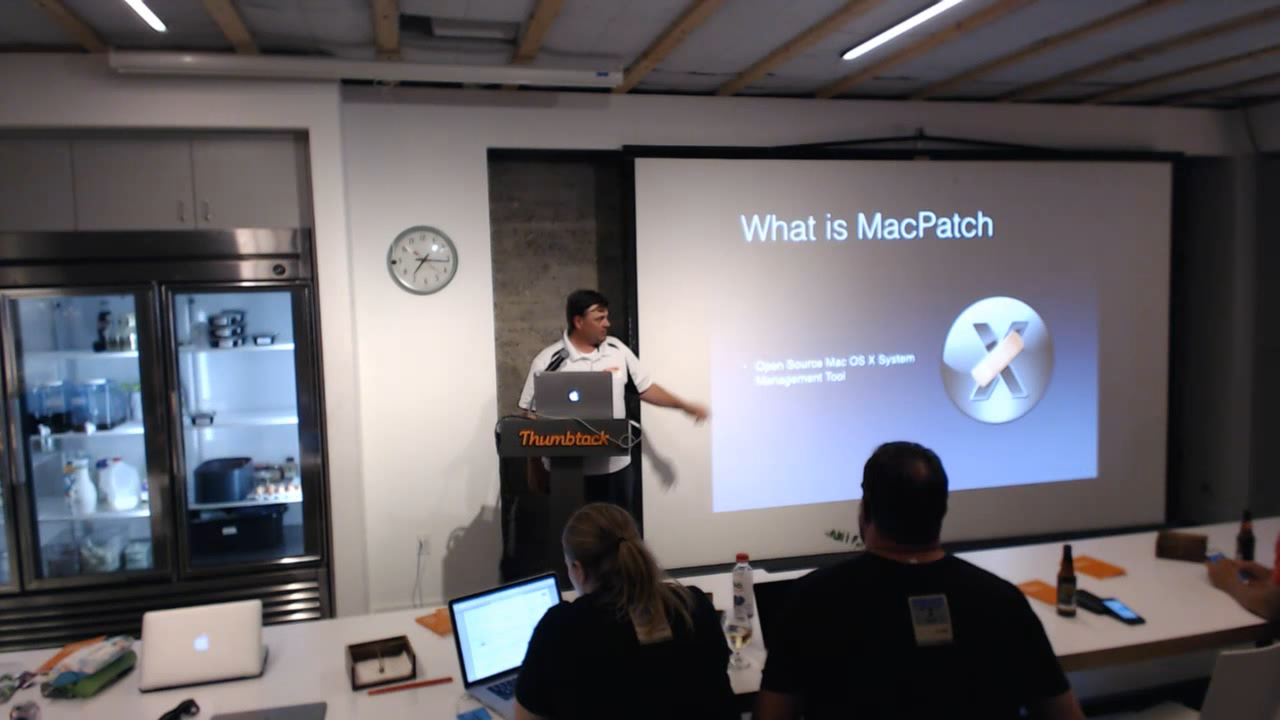 What is MacPatch
• Open Source Mac OS X System
Management Tool
Thumbtack